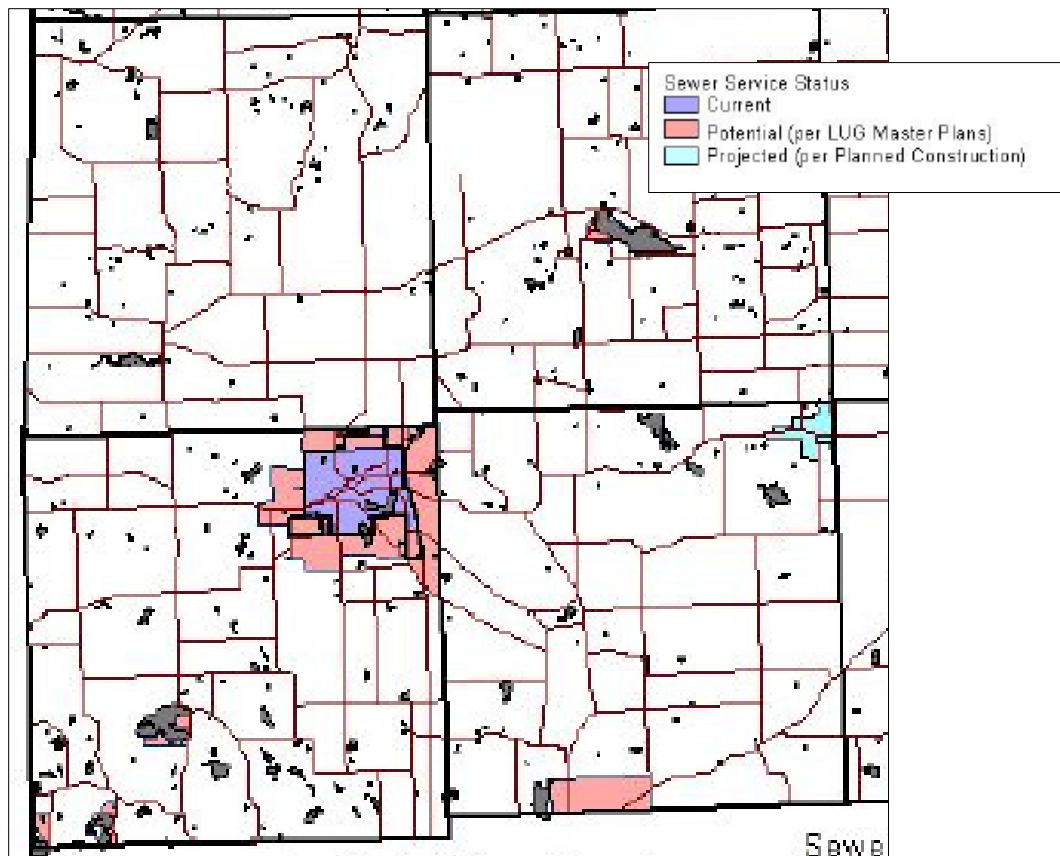 Sewer Service Status
Current
Potential (per LUG Master Plans)
Projected (per Planned Construction)
Sewe